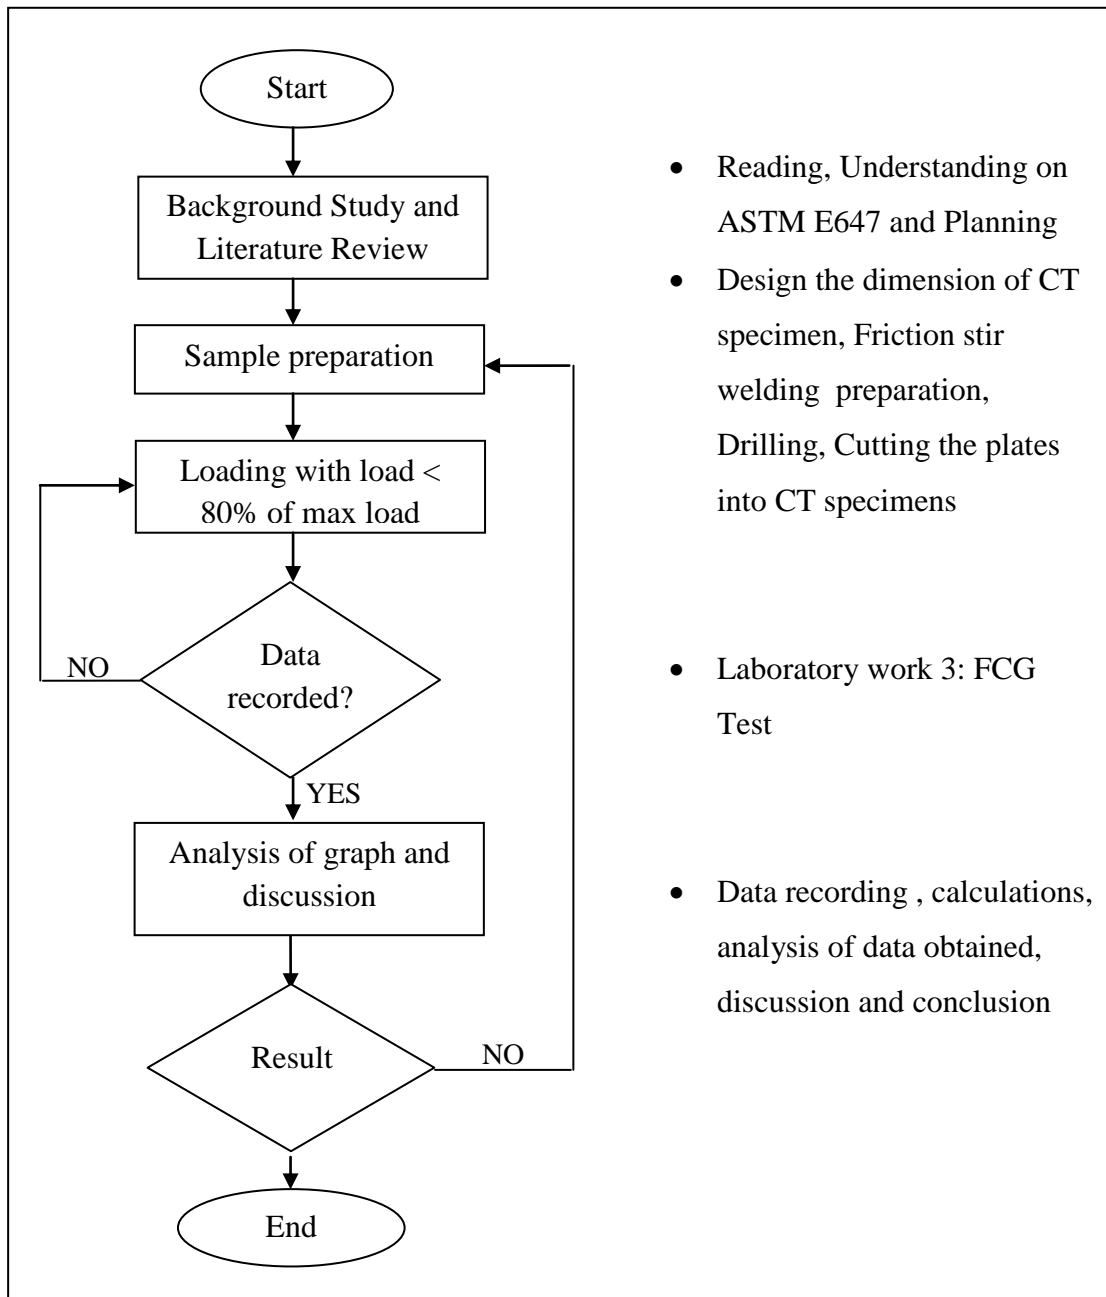 Start
Background Study and
Literature Review
Sample preparation
Loading with load <
80% of max load
NO
Data
recorded?
YES
Analysis of graph and
discussion
Result
NO
End
• Reading, Understanding on
ASTM E647 and Planning
• Design the dimension of CT
specimen, Friction stir
welding preparation,
Drilling, Cutting the plates
into CT specimens
• Laboratory work 3: FCG
Test
• Data recording , calculations,
analysis of data obtained,
discussion and conclusion